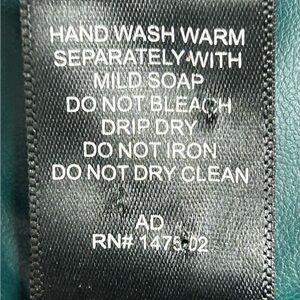 HAND WASH WARM
SEPARATELY WITH
MILD SOAP
DO NOT BLEACH
DRIP DRY
DO NOT IRON
DO NOT DRY CLEAN
AD
RN# 147502